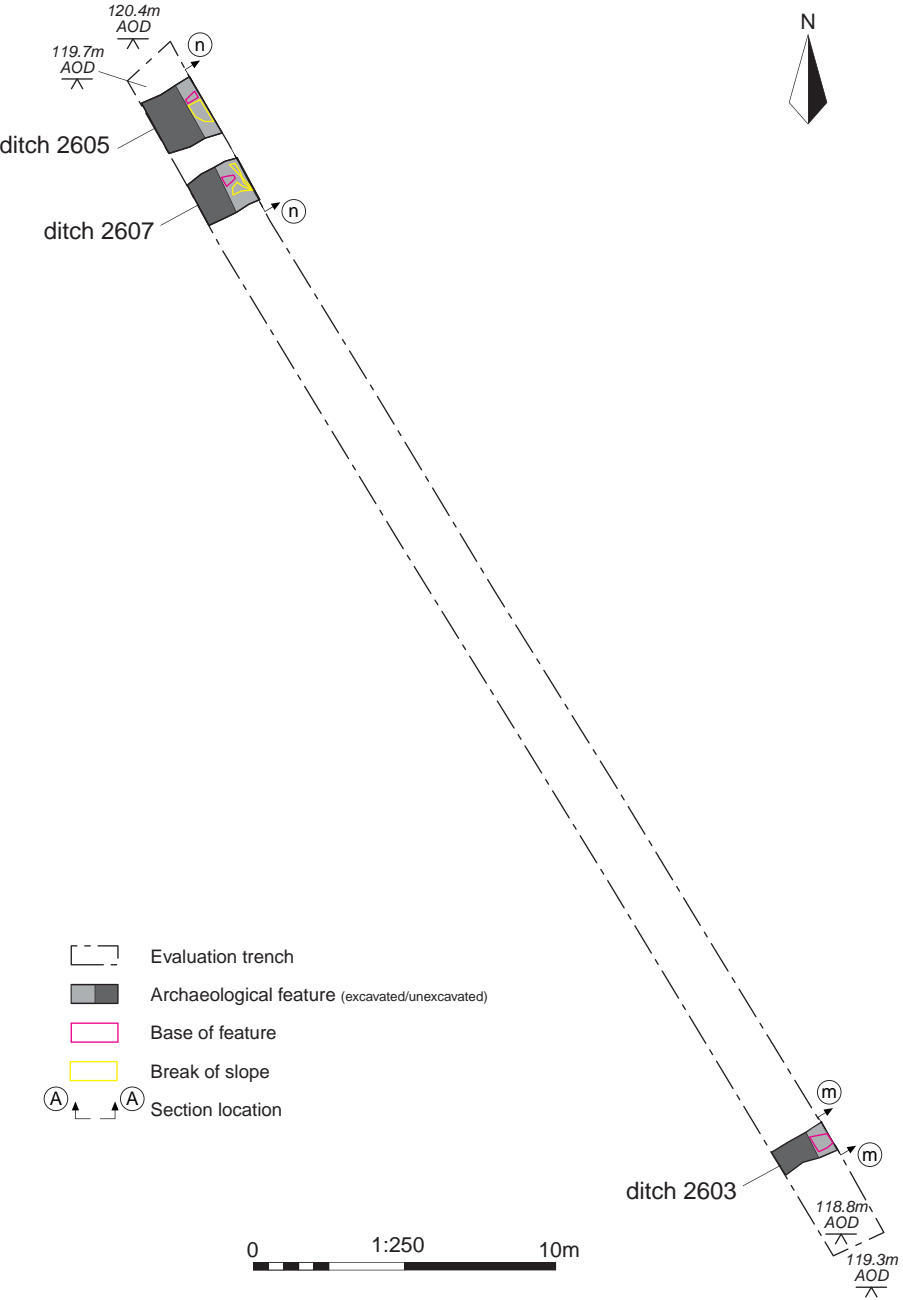 120.4m
AOD
n
119.7m
AOD
N
ditch 2605
n
ditch 2607
Evaluation trench
Archaeological feature (excavated/unexcavated)
Base of feature
Break of slope
A A
Section location
m
m
ditch 2603
118.8m
AOD
119.3m
AOD
0 1:250 10m